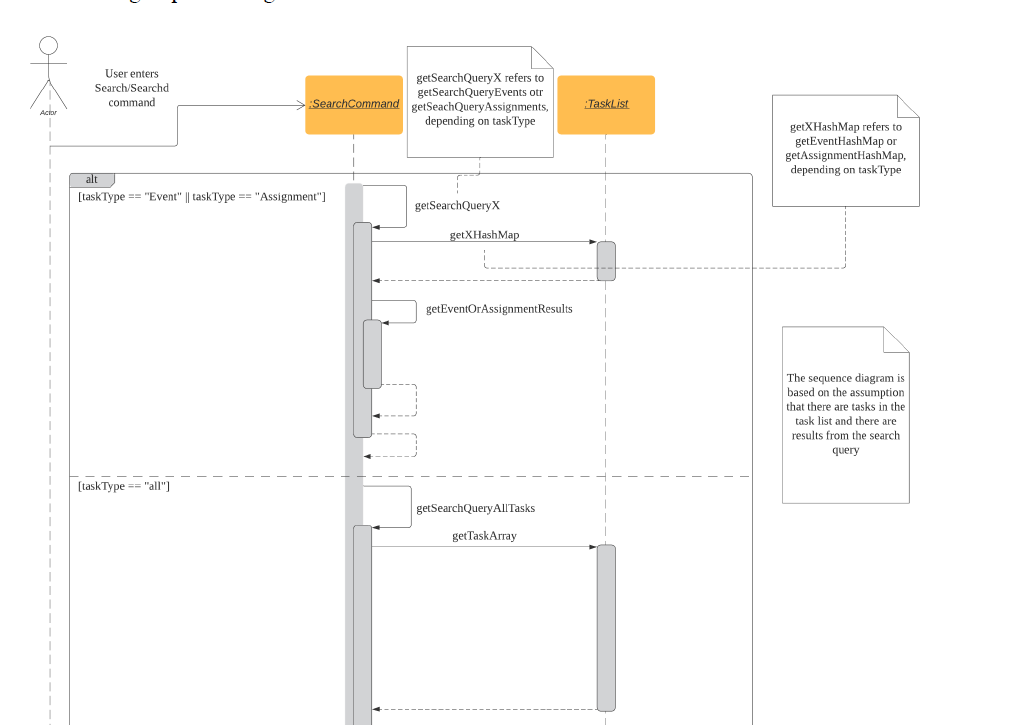 User enters
Search/Searchd
command
Actor
:SearchCommand
getSearchQueryX refers to
getSearchQueryEvents otr
getSeachQueryAssignments,
depending on taskType
:TaskList
getXHashMap refers to
getEventHashMap or
getAssignmentHashMap,
depending on taskType
alt
[taskType == "Event" || taskType == "Assignment"]
getSearchQueryX
getXHashMap
getEventOrAssignmentResults
The sequence diagram is
based on the assumption
that there are tasks in the
task list and there are
results from the search
query
[taskType == "all"]
getSearchQueryAllTasks
getTaskArray